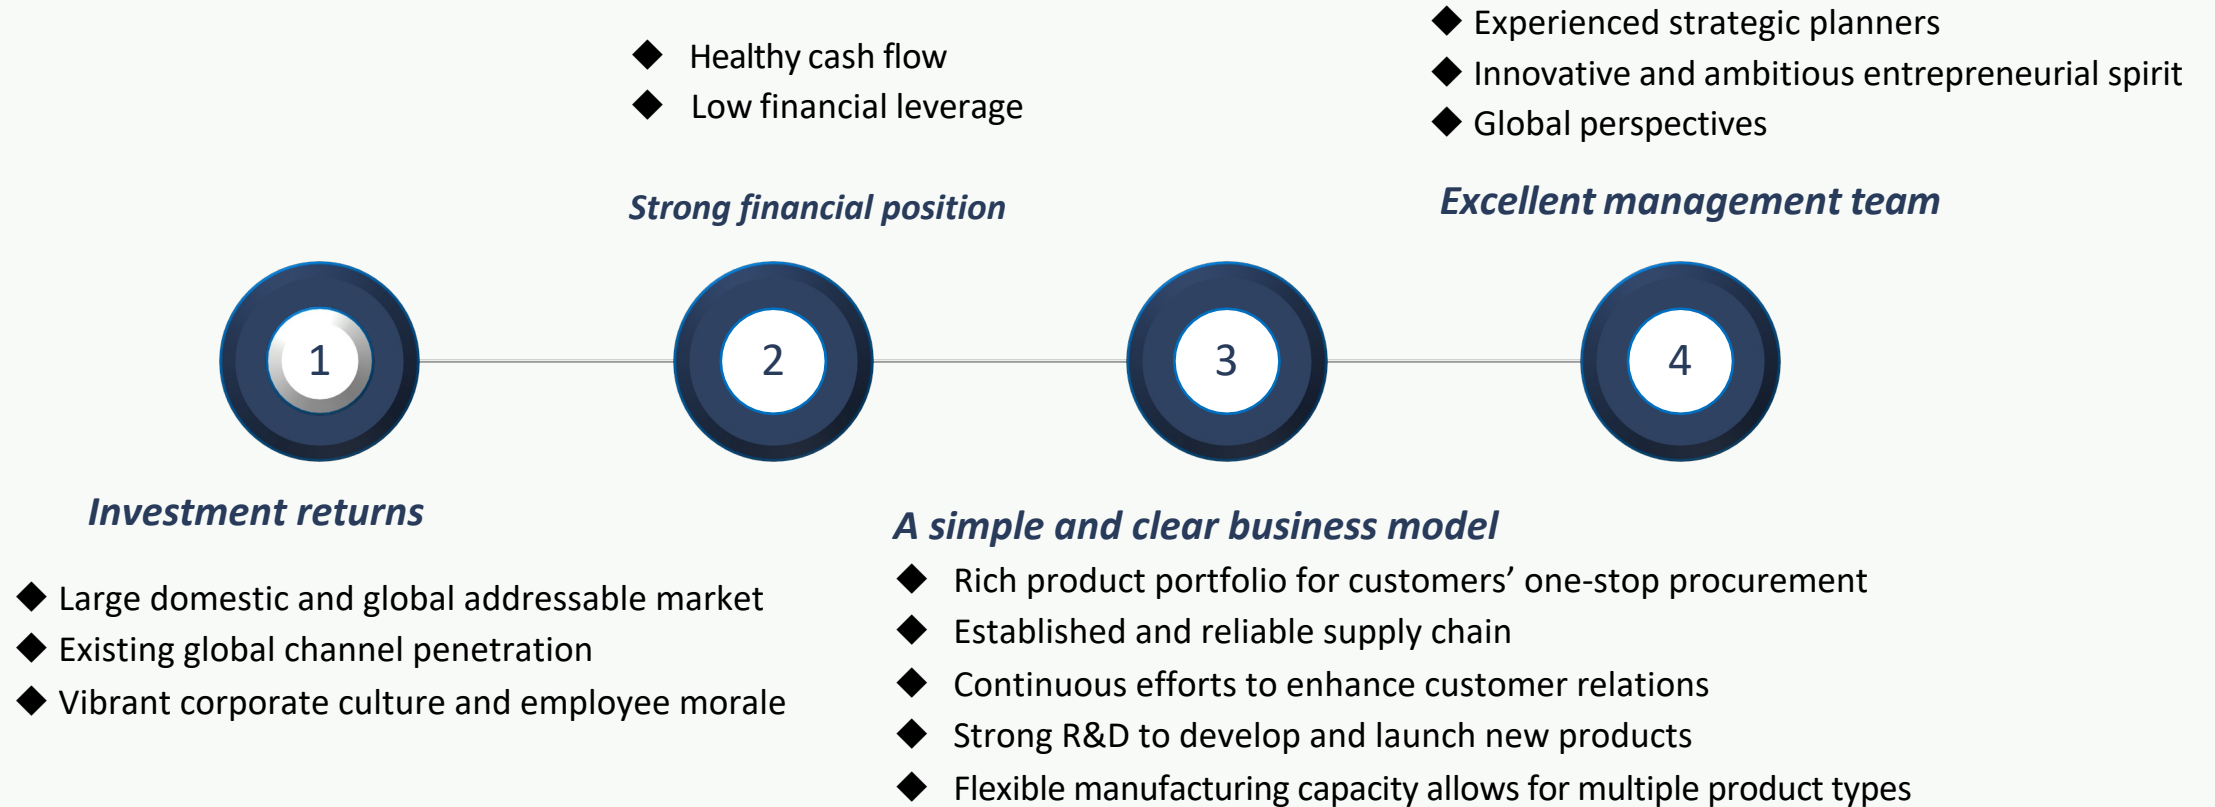 ◆ Experienced strategic planners
◆ Innovative and ambitious entrepreneurial spirit
◆ Global perspectives
◆ Healthy cash flow
◆ Low financial leverage
Strong financial position
Excellent management team
1
2
3
4
Investment returns
◆ Large domestic and global addressable market
◆ Existing global channel penetration
◆ Vibrant corporate culture and employee morale
A simple and clear business model
◆ Rich product portfolio for customers’ one-stop procurement
◆ Established and reliable supply chain
◆ Continuous efforts to enhance customer relations
◆ Strong R&D to develop and launch new products
◆ Flexible manufacturing capacity allows for multiple product types